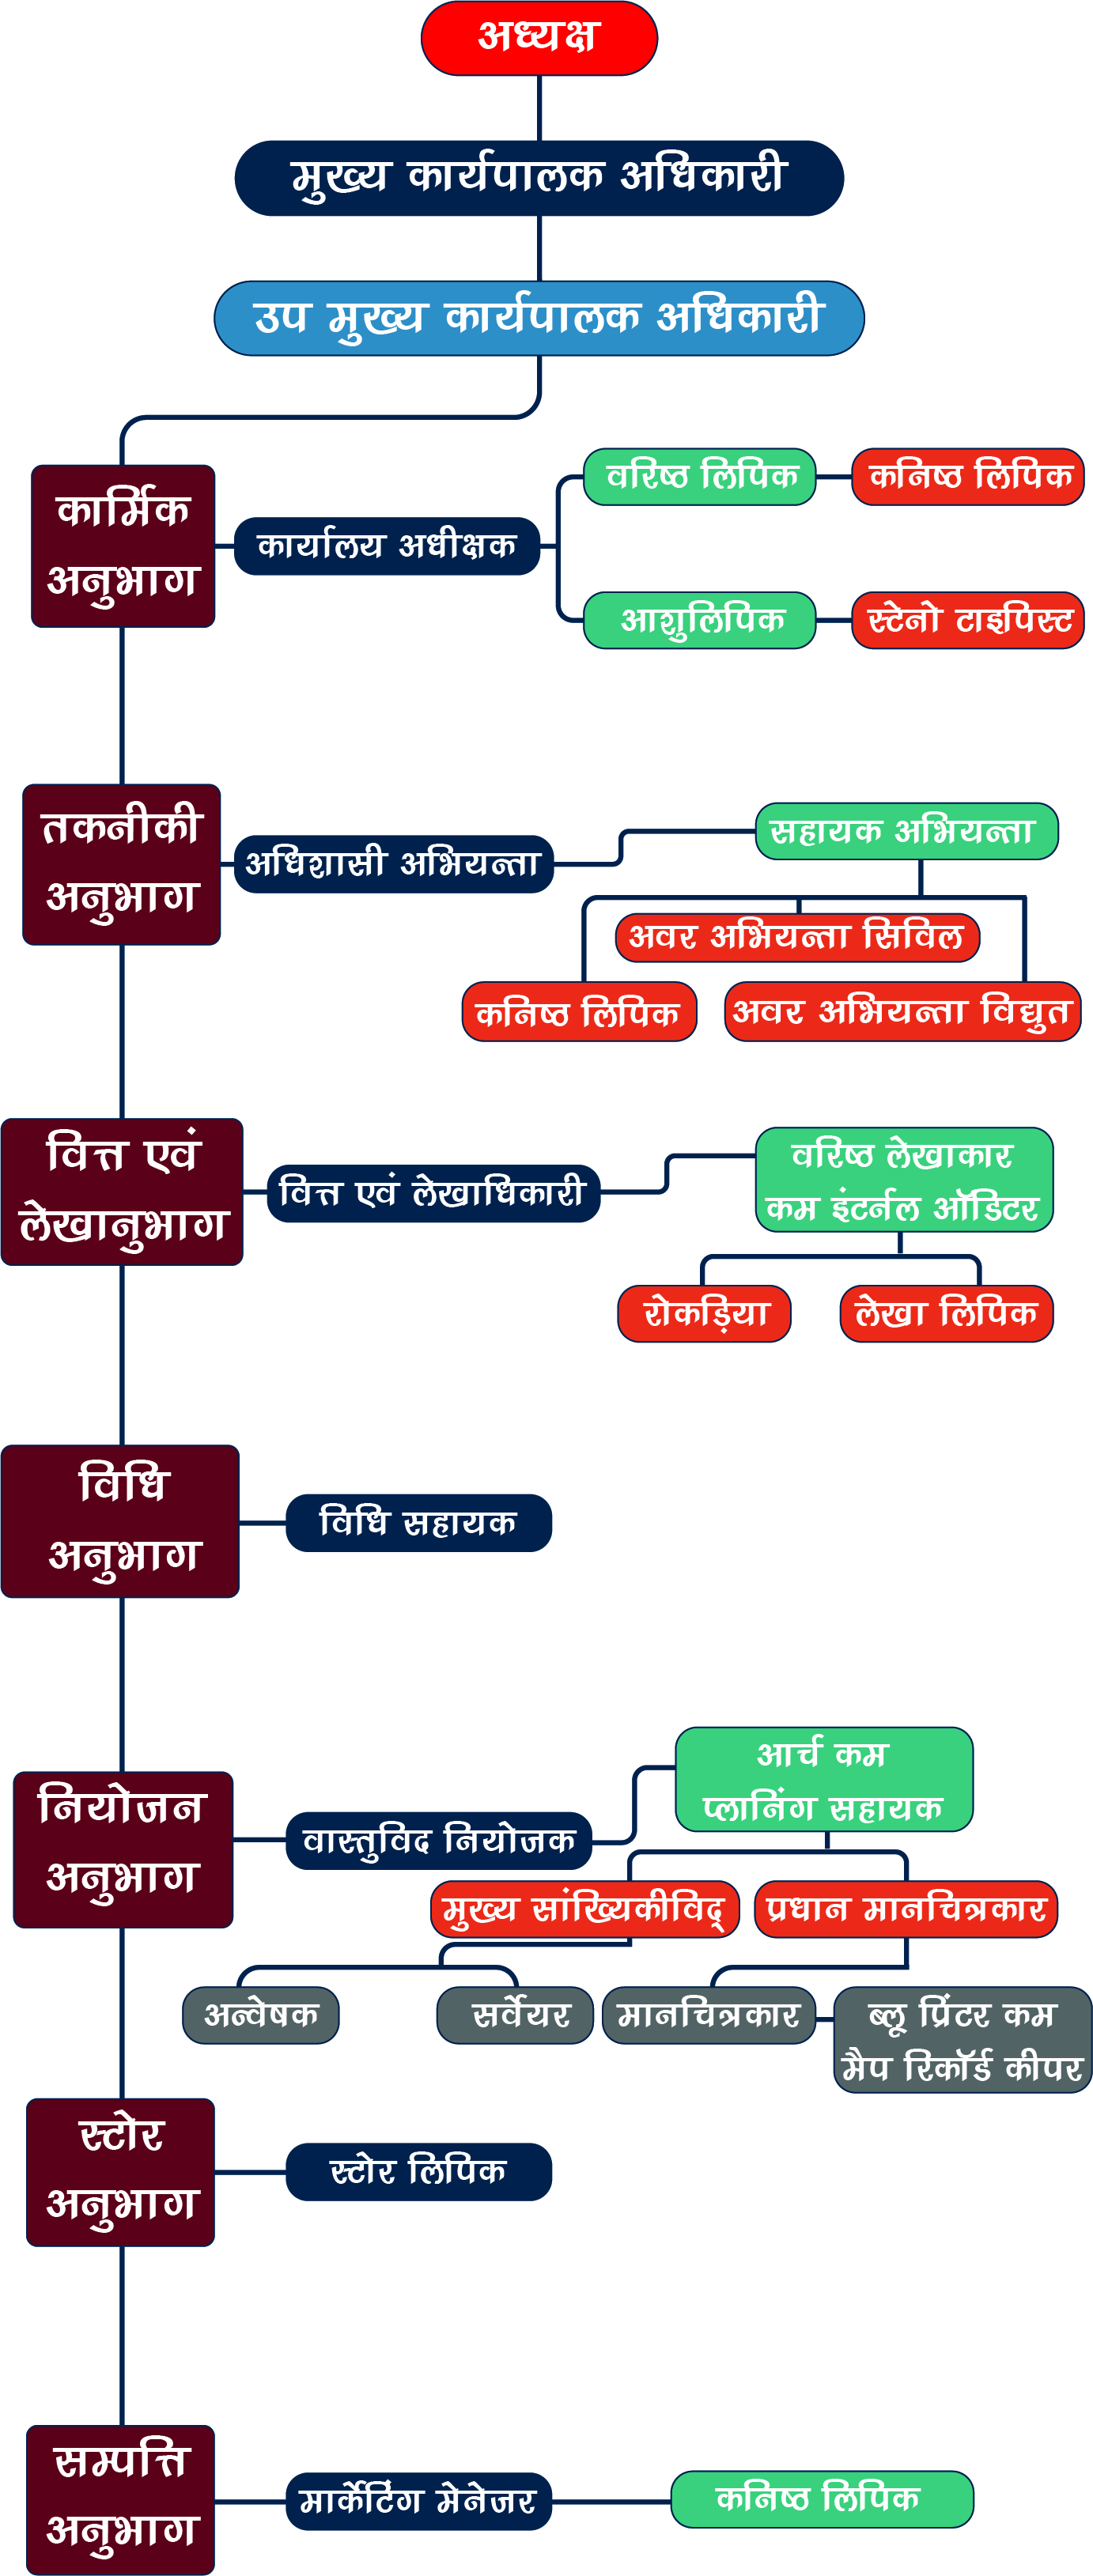 अध्यक्ष
मुख्य कार्यपालक अधिकारी
उप मुख्य कार्यपालक अधिकारी
कार्मिक
अनुभाग
कार्यालय अधीक्षक
वरिष्ठ लिपिक
कनिष्ठ लिपिक
आशुलिपिक
स्टेनो टाइपिस्ट
तकनीकी
अनुभाग
अधिशासी अभियन्ता
सहायक अभियन्ता
अवर अभियन्ता सिविल
कनिष्ठ लिपिक
अवर अभियन्ता विद्युत
वित्त एवं
लेखानुभाग
वित्त एवं लेखाधिकारी
वरिष्ठ लेखाकार
कम इंटर्नल ऑडिटर
रोकड़िया
लेखा लिपिक
विधि
अनुभाग
विधि सहायक
नियोजन
अनुभाग
वास्तुविद नियोजक
आर्च कम
प्लानिंग सहायक
मुख्य सांख्यिकीविद्
प्रधान मानचित्रकार
अन्वेषक
सर्वेयर
मानचित्रकार
ब्लू प्रिंटर कम
मैप रिकॉर्ड कीपर
स्टोर
अनुभाग
स्टोर लिपिक
सम्पत्ति
अनुभाग
मार्केटिंग मेनेजर
कनिष्ठ लिपिक